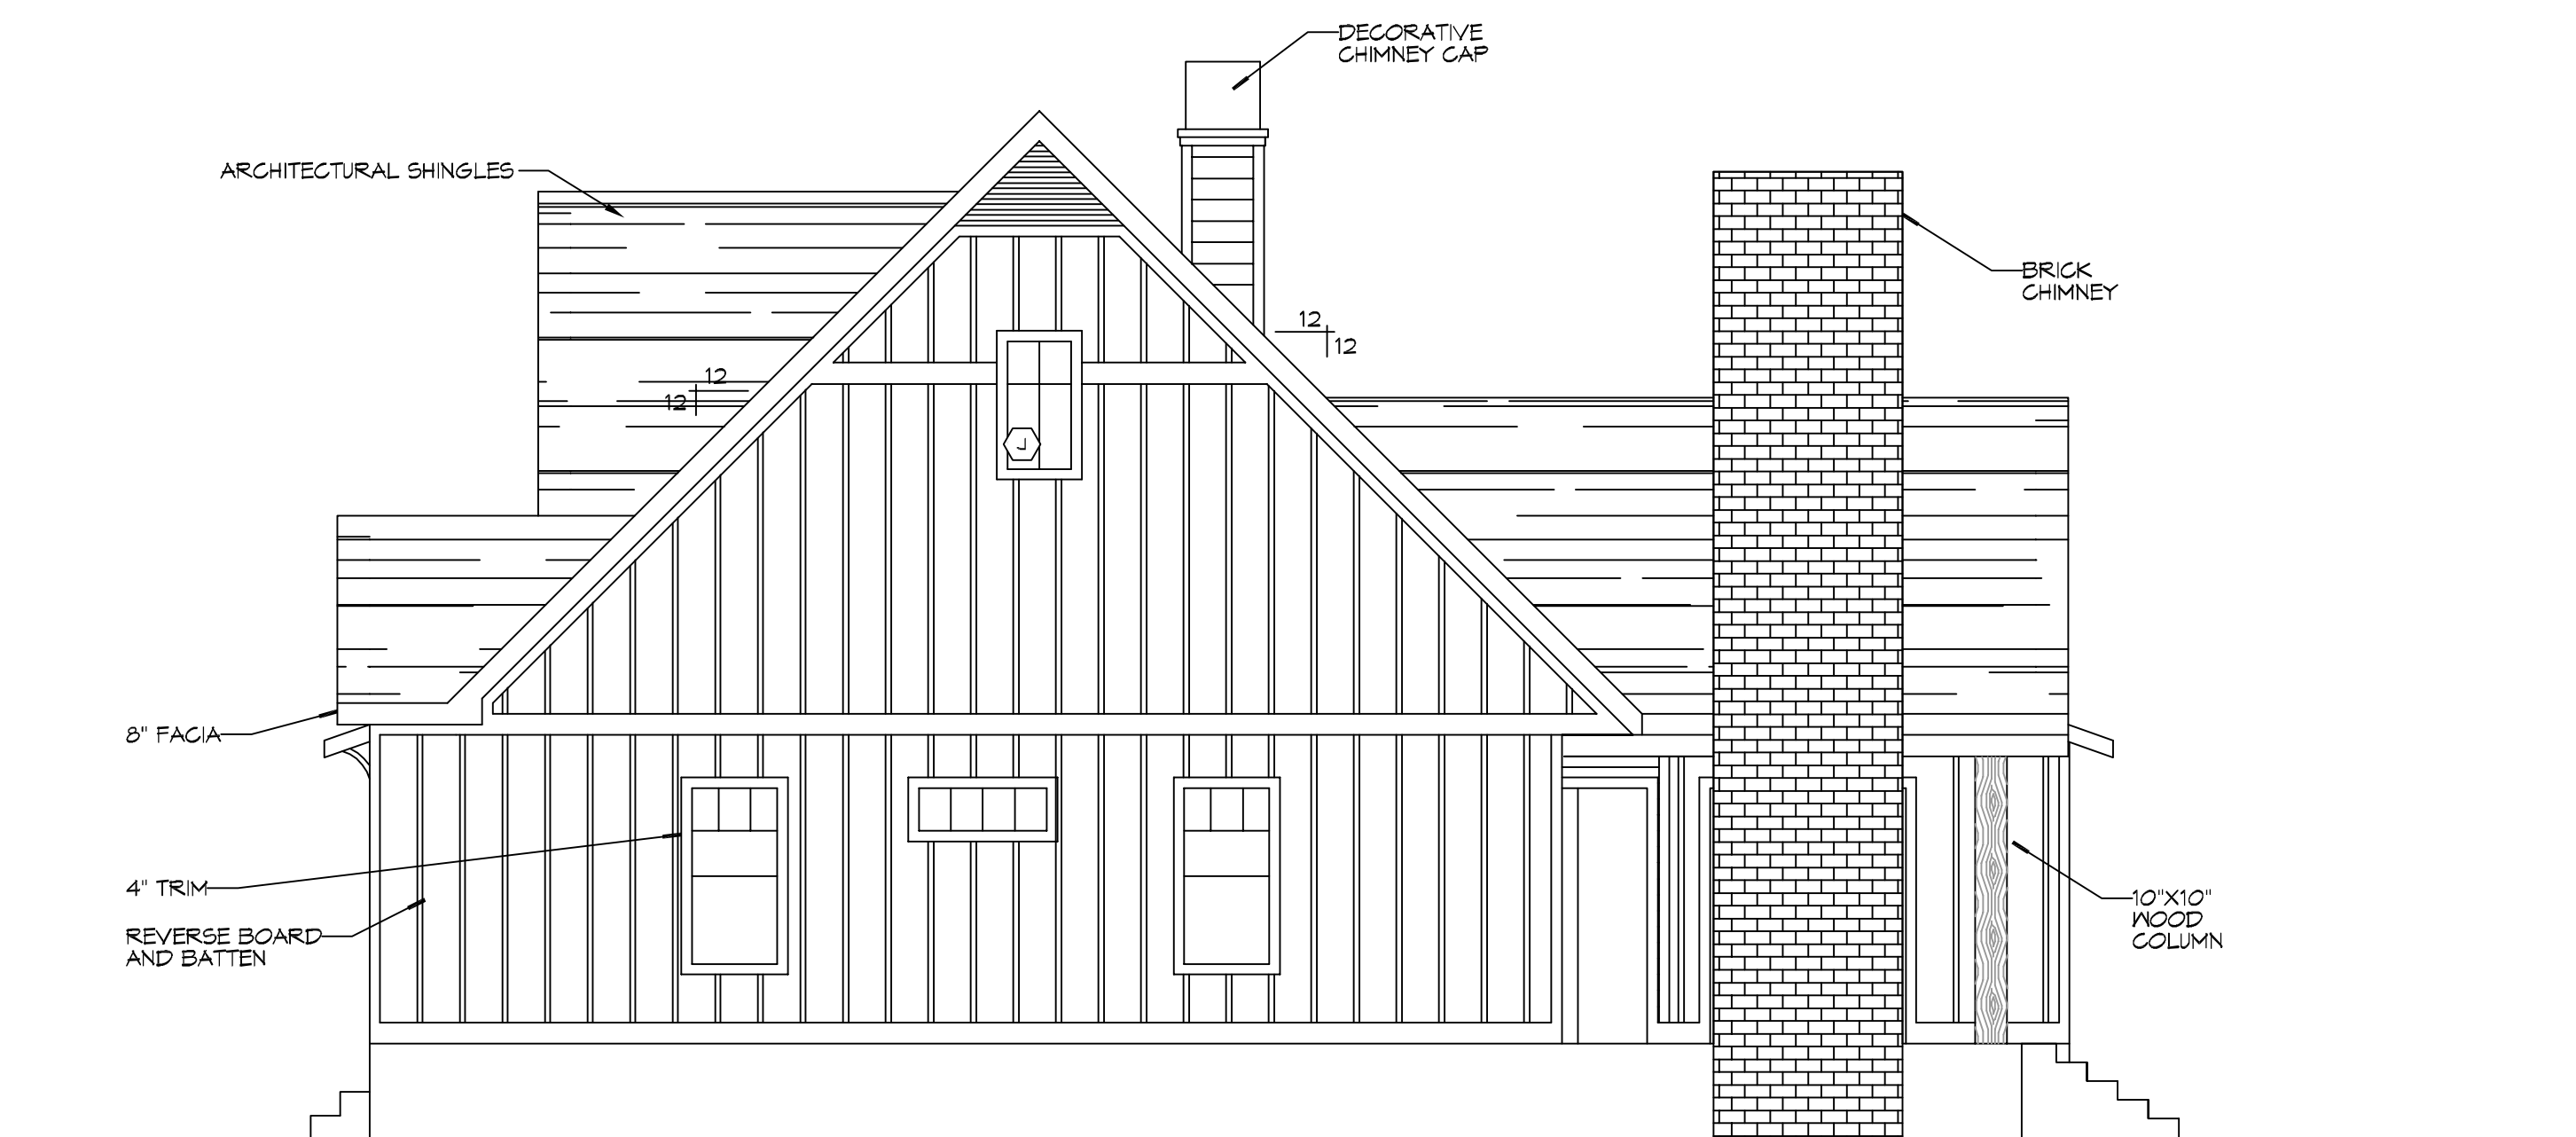 DECORATIVE
CHIMNEY CAP
ARCHITECTURAL SHINGLES
BRICK
CHIMNEY
12
12
12
12
J
8" FACIA
4" TRIM
REVERSE BOARD
AND BATTEN
10"X10"
WOOD
COLUMN